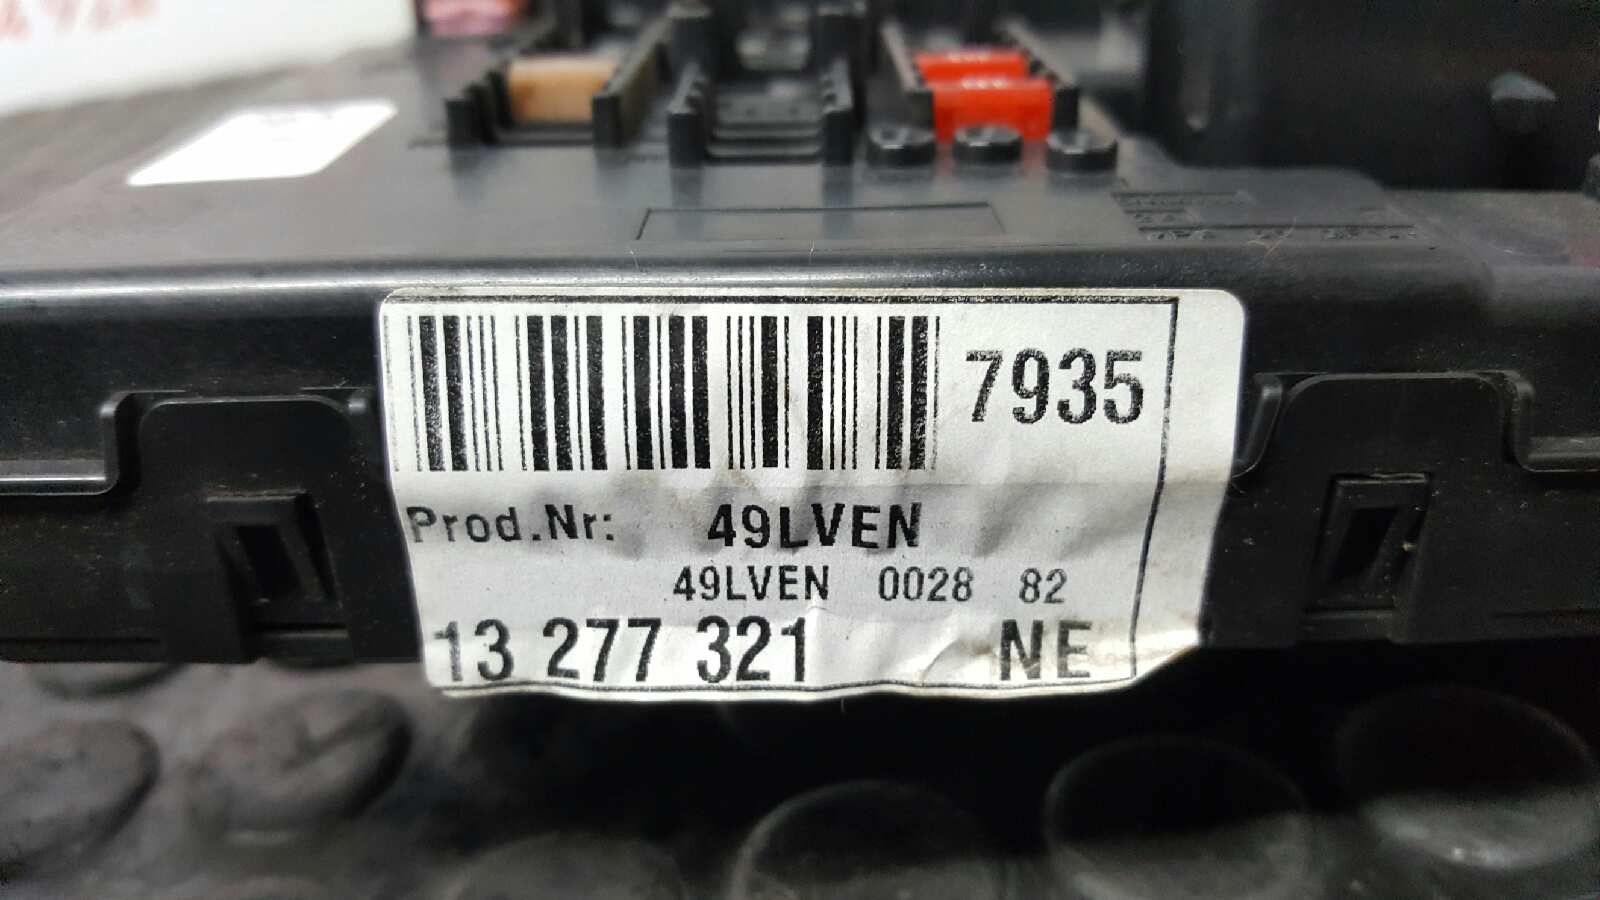 7935
Prod.Nr: 49LVEN
49LVEN 0028 82
13 277 321 NE